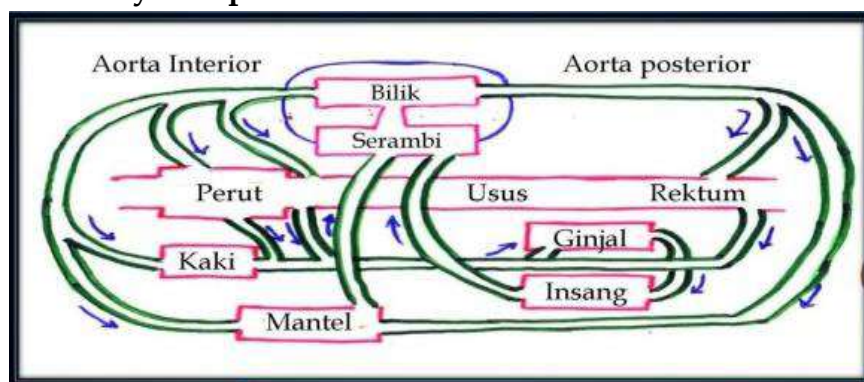 Aorta Interior
Aorta posterior
Bilik
Serambi
Perut
Usus
Rektum
Ginjal
Kaki
Insang
Mantel